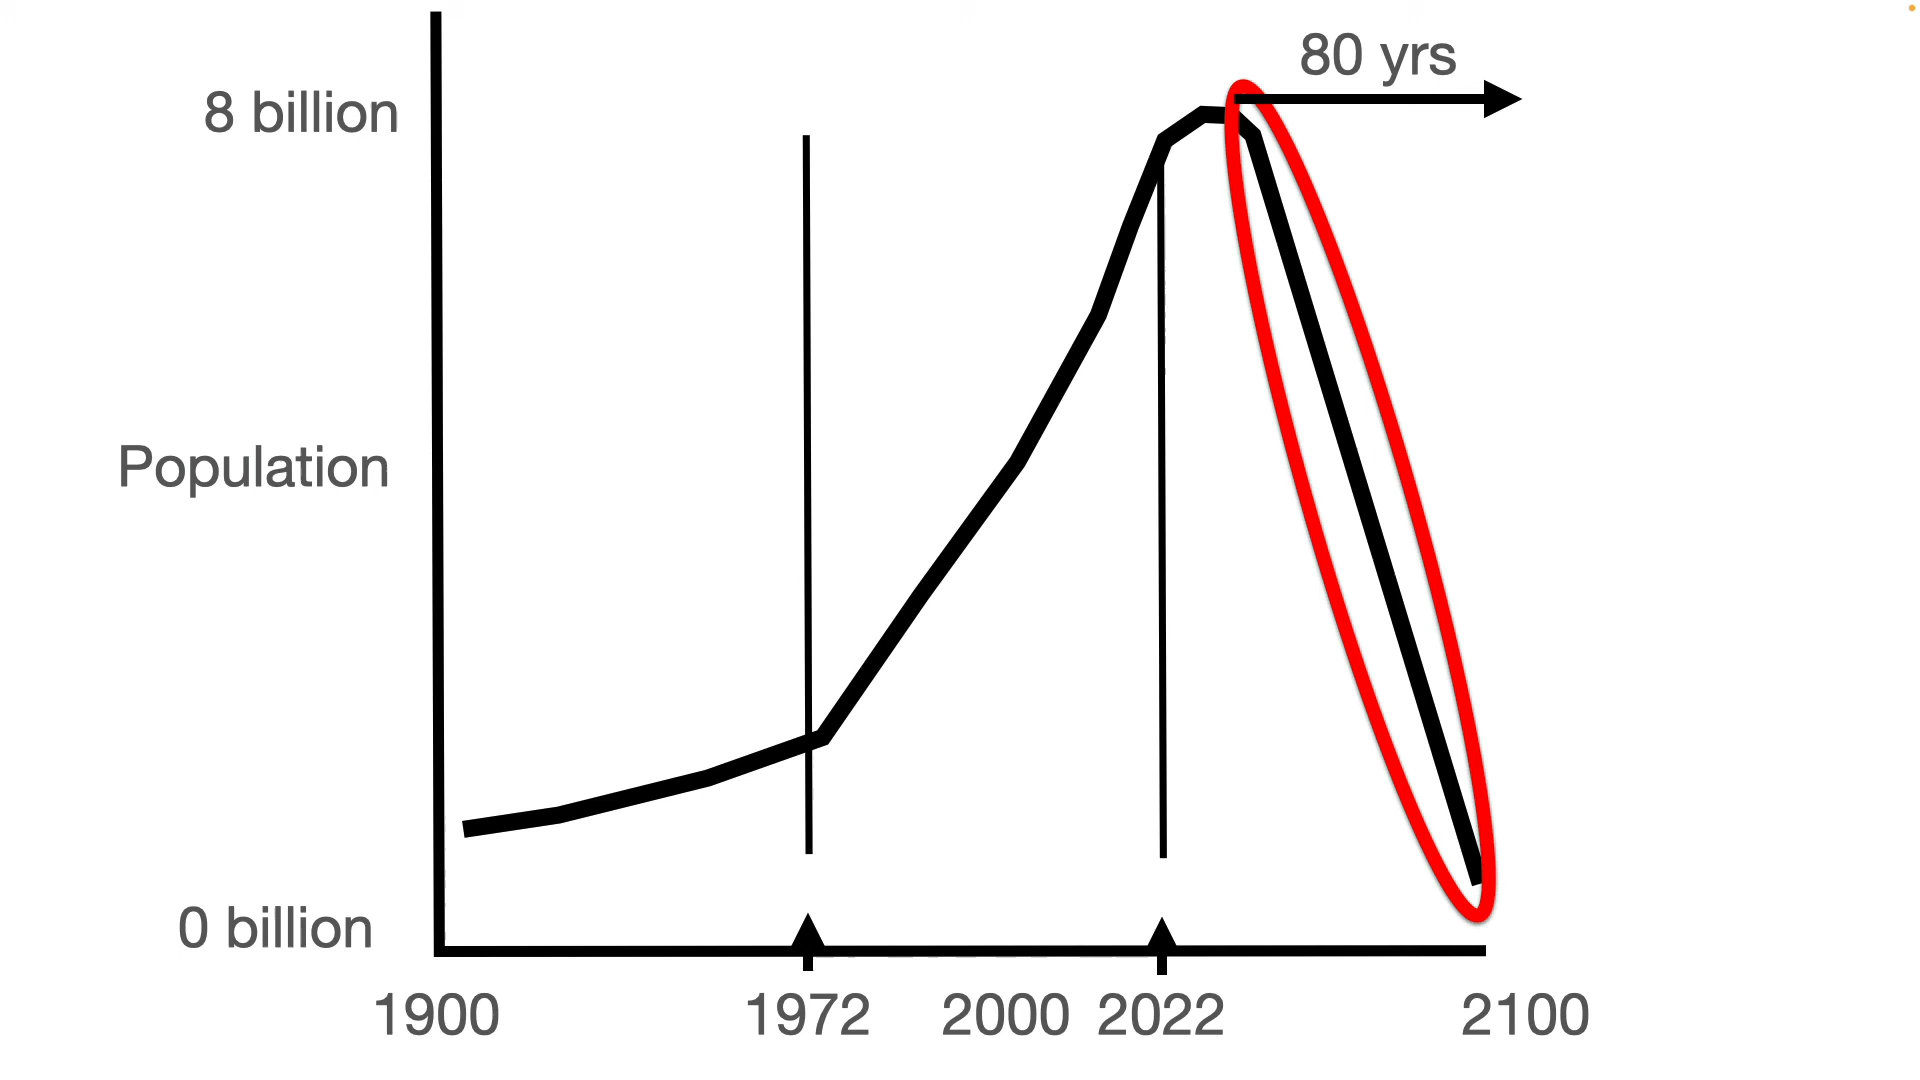 80 yrs
8 billion
Population
0 billion
1900 1972 2000 2022 2100